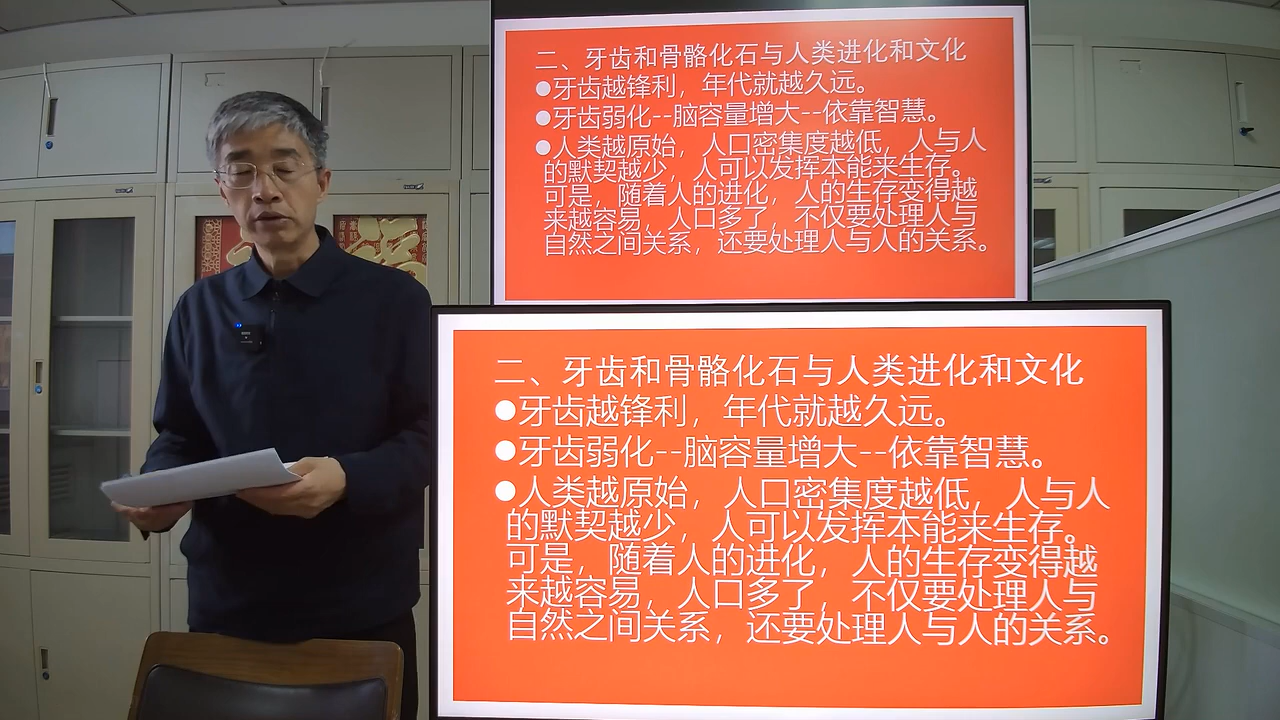 二、牙齿和骨骼化石与人类进化和文化
●牙齿越锋利，年代就越久远。
●牙齿弱化--脑容量增大--依靠智慧。
●人类越原始，人口密集度越低，人与人
的默契越少，人可以发挥本能来生存。
可是，随着人的进化，人的生存变得越
来越容易，人口多了，不仅要处理人与
自然之间关系，还要处理人与人的关系。
二、牙齿和骨骼化石与人类进化和文化
●牙齿越锋利，年代就越久远。
●牙齿弱化--脑容量增大--依靠智慧。
●人类越原始，人口密集度越低，人与人
的默契越少，人可以发挥本能来生存。
可是，随着人的进化，人的生存变得越
来越容易，人口多了，不仅要处理人与
自然之间关系，还要处理人与人的关系。